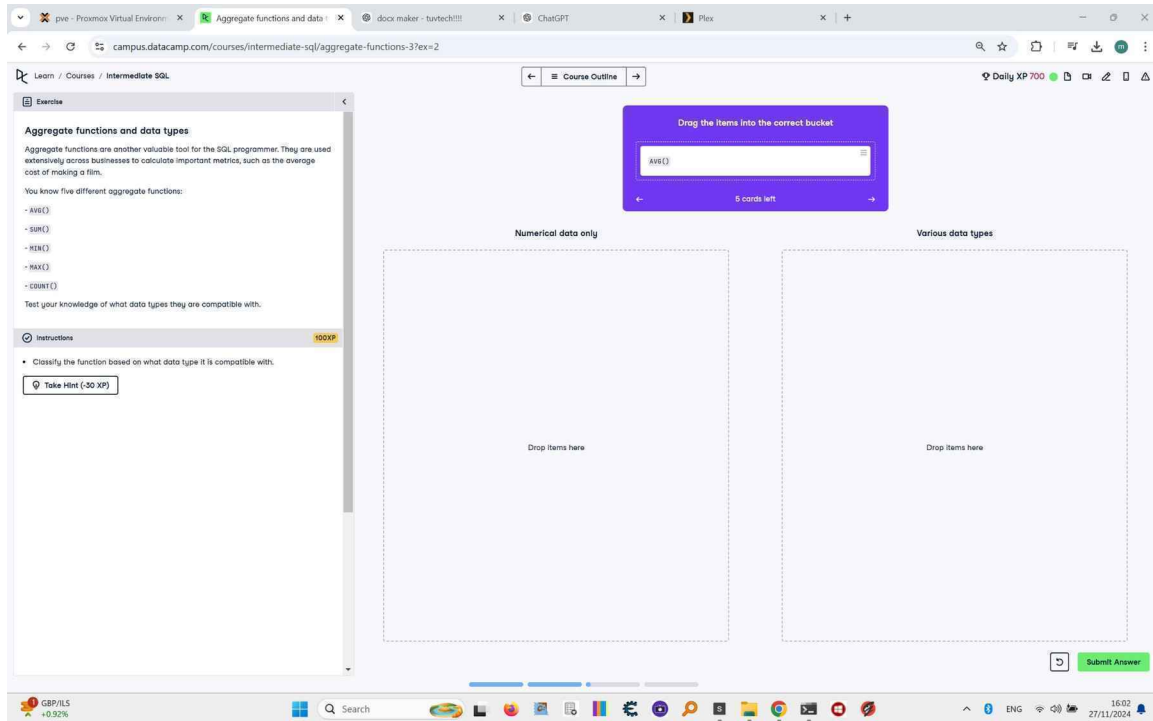 pve - Proxmox Virtual Environm
Aggregate functions and data t
docx maker - tuvtech!!!!
ChatGPT
Plex
campus.datacamp.com/courses/intermediate-sql/aggregate-functions-3?ex=2
Learn / Courses / Intermediate SQL
Course Outline
Daily XP 700
Exercise
Aggregate functions and data types
Aggregate functions are another valuable tool for the SQL programmer. They are used
extensively across businesses to calculate important metrics, such as the average
cost of making a film.
You know five different aggregate functions:
- AVG()
- SUM()
- MIN()
- MAX()
- COUNT()
Test your knowledge of what data types they are compatible with.
Instructions
100XP
• Classify the function based on what data type it is compatible with.
Take Hint (-30 XP)
Drag the items into the correct bucket
AVG()
5 cards left
Numerical data only
Various data types
Drop items here
Drop items here
Submit Answer
GBP/ILS
+0.92%
Search
ENG
16:02
27/11/2024